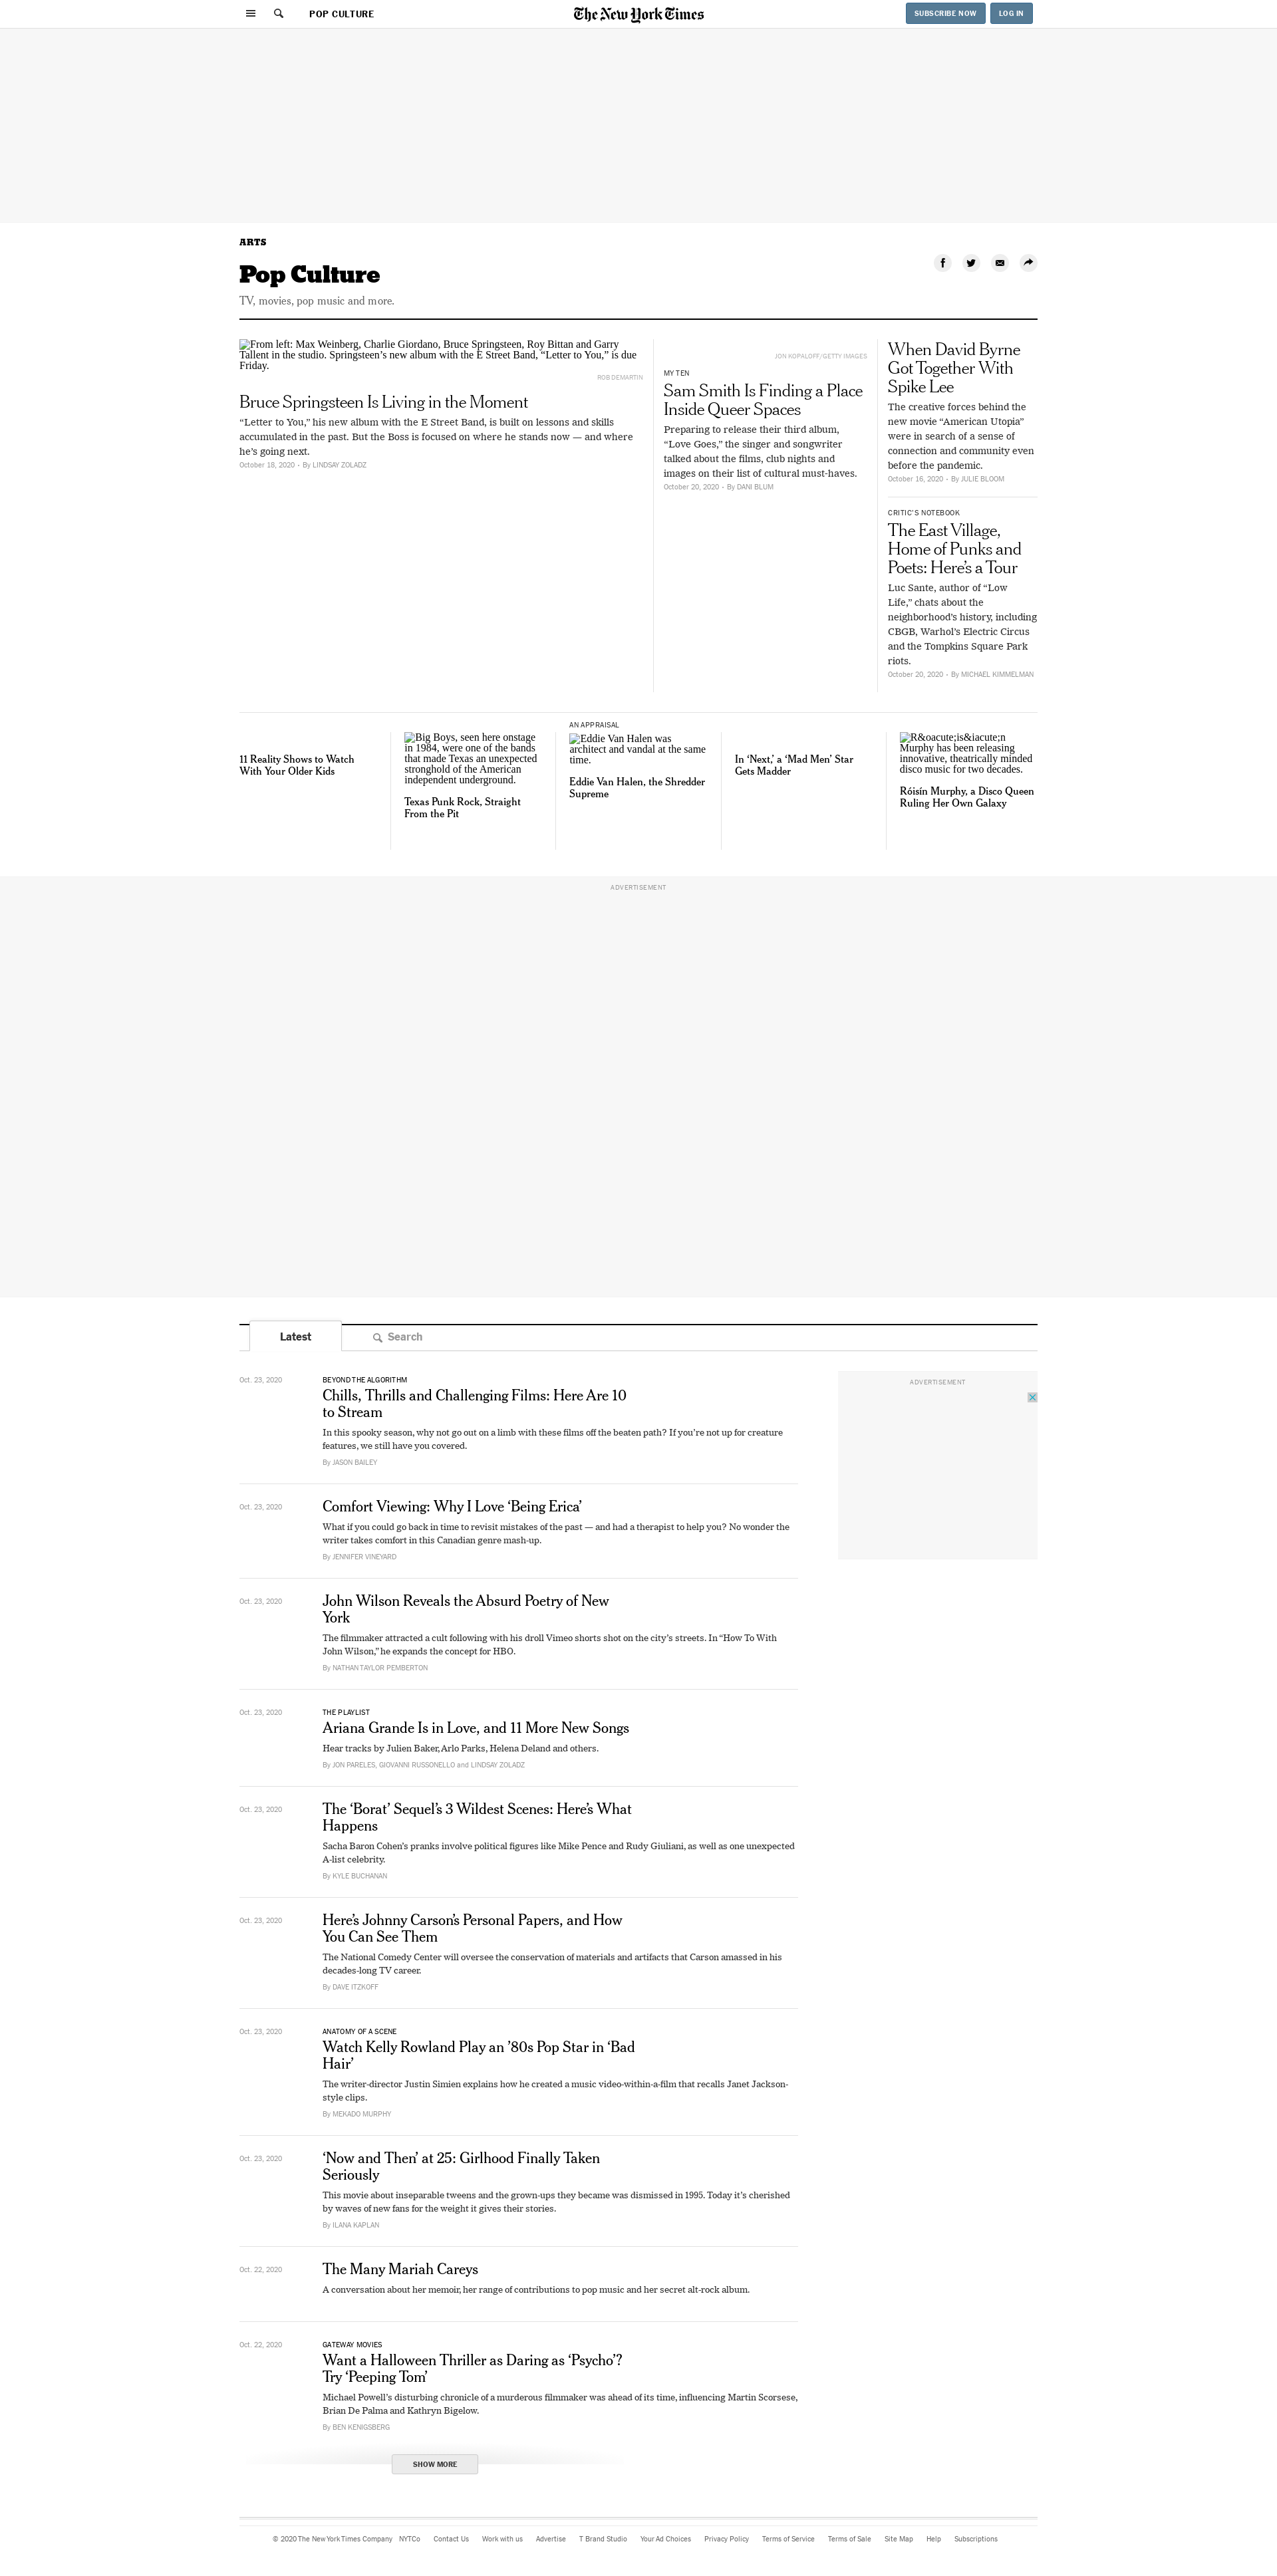 POP CULTURE
The New York Times
SUBSCRIBE NOW
LOG IN
ARTS
Pop Culture
TV, movies, pop music and more.
From left: Max Weinberg, Charlie Giordano, Bruce Springsteen, Roy Bittan and Garry
Tallent in the studio. Springsteen’s new album with the E Street Band, “Letter to You,” is due
Friday.
ROB DEMARTIN
Bruce Springsteen Is Living in the Moment
“Letter to You,” his new album with the E Street Band, is built on lessons and skills
accumulated in the past. But the Boss is focused on where he stands now — and where
he’s going next.
October 18, 2020 - By LINDSAY ZOLADZ
JON KOPALOFF/GETTY IMAGES
MY TEN
Sam Smith Is Finding a Place
Inside Queer Spaces
Preparing to release their third album,
“Love Goes,” the singer and songwriter
talked about the films, club nights and
images on their list of cultural must-haves.
October 20, 2020 - By DANI BLUM
When David Byrne
Got Together With
Spike Lee
The creative forces behind the
new movie “American Utopia”
were in search of a sense of
connection and community even
before the pandemic.
October 16, 2020 - By JULIE BLOOM
CRITIC’S NOTEBOOK
The East Village,
Home of Punks and
Poets: Here’s a Tour
Luc Sante, author of “Low
Life,” chats about the
neighborhood’s history, including
CBGB, Warhol’s Electric Circus
and the Tompkins Square Park
riots.
October 20, 2020 - By MICHAEL KIMMELMAN
11 Reality Shows to Watch
With Your Older Kids
Big Boys, seen here onstage
in 1984, were one of the bands
that made Texas an unexpected
stronghold of the American
independent underground.
Texas Punk Rock, Straight
From the Pit
AN APPRAISAL
Eddie Van Halen was
architect and vandal at the same
time.
Eddie Van Halen, the Shredder
Supreme
In ‘Next,’ a ‘Mad Men’ Star
Gets Madder
R&oacute;is&iacute;n
Murphy has been releasing
innovative, theatrically minded
disco music for two decades.
Róisín Murphy, a Disco Queen
Ruling Her Own Galaxy
ADVERTISEMENT
Latest
Search
ADVERTISEMENT
Oct. 23, 2020
BEYOND THE ALGORITHM
Chills, Thrills and Challenging Films: Here Are 10
to Stream
In this spooky season, why not go out on a limb with these films off the beaten path? If you’re not up for creature
features, we still have you covered.
By JASON BAILEY
Oct. 23, 2020
Comfort Viewing: Why I Love ‘Being Erica’
What if you could go back in time to revisit mistakes of the past — and had a therapist to help you? No wonder the
writer takes comfort in this Canadian genre mash-up.
By JENNIFER VINEYARD
Oct. 23, 2020
John Wilson Reveals the Absurd Poetry of New
York
The filmmaker attracted a cult following with his droll Vimeo shorts shot on the city’s streets. In “How To With
John Wilson,” he expands the concept for HBO.
By NATHAN TAYLOR PEMBERTON
Oct. 23, 2020
THE PLAYLIST
Ariana Grande Is in Love, and 11 More New Songs
Hear tracks by Julien Baker, Arlo Parks, Helena Deland and others.
By JON PARELES, GIOVANNI RUSSONELLO and LINDSAY ZOLADZ
Oct. 23, 2020
The ‘Borat’ Sequel’s 3 Wildest Scenes: Here’s What
Happens
Sacha Baron Cohen’s pranks involve political figures like Mike Pence and Rudy Giuliani, as well as one unexpected
A-list celebrity.
By KYLE BUCHANAN
Oct. 23, 2020
Here’s Johnny Carson’s Personal Papers, and How
You Can See Them
The National Comedy Center will oversee the conservation of materials and artifacts that Carson amassed in his
decades-long TV career.
By DAVE ITZKOFF
Oct. 23, 2020
ANATOMY OF A SCENE
Watch Kelly Rowland Play an ’80s Pop Star in ‘Bad
Hair’
The writer-director Justin Simien explains how he created a music video-within-a-film that recalls Janet Jackson-
style clips.
By MEKADO MURPHY
Oct. 23, 2020
‘Now and Then’ at 25: Girlhood Finally Taken
Seriously
This movie about inseparable tweens and the grown-ups they became was dismissed in 1995. Today it’s cherished
by waves of new fans for the weight it gives their stories.
By ILANA KAPLAN
Oct. 22, 2020
The Many Mariah Careys
A conversation about her memoir, her range of contributions to pop music and her secret alt-rock album.
Oct. 22, 2020
GATEWAY MOVIES
Want a Halloween Thriller as Daring as ‘Psycho’?
Try ‘Peeping Tom’
Michael Powell’s disturbing chronicle of a murderous filmmaker was ahead of its time, influencing Martin Scorsese,
Brian De Palma and Kathryn Bigelow.
By BEN KENIGSBERG
SHOW MORE
© 2020 The New York Times Company NYTCo Contact Us Work with us Advertise T Brand Studio Your Ad Choices Privacy Policy Terms of Service Terms of Sale Site Map Help Subscriptions